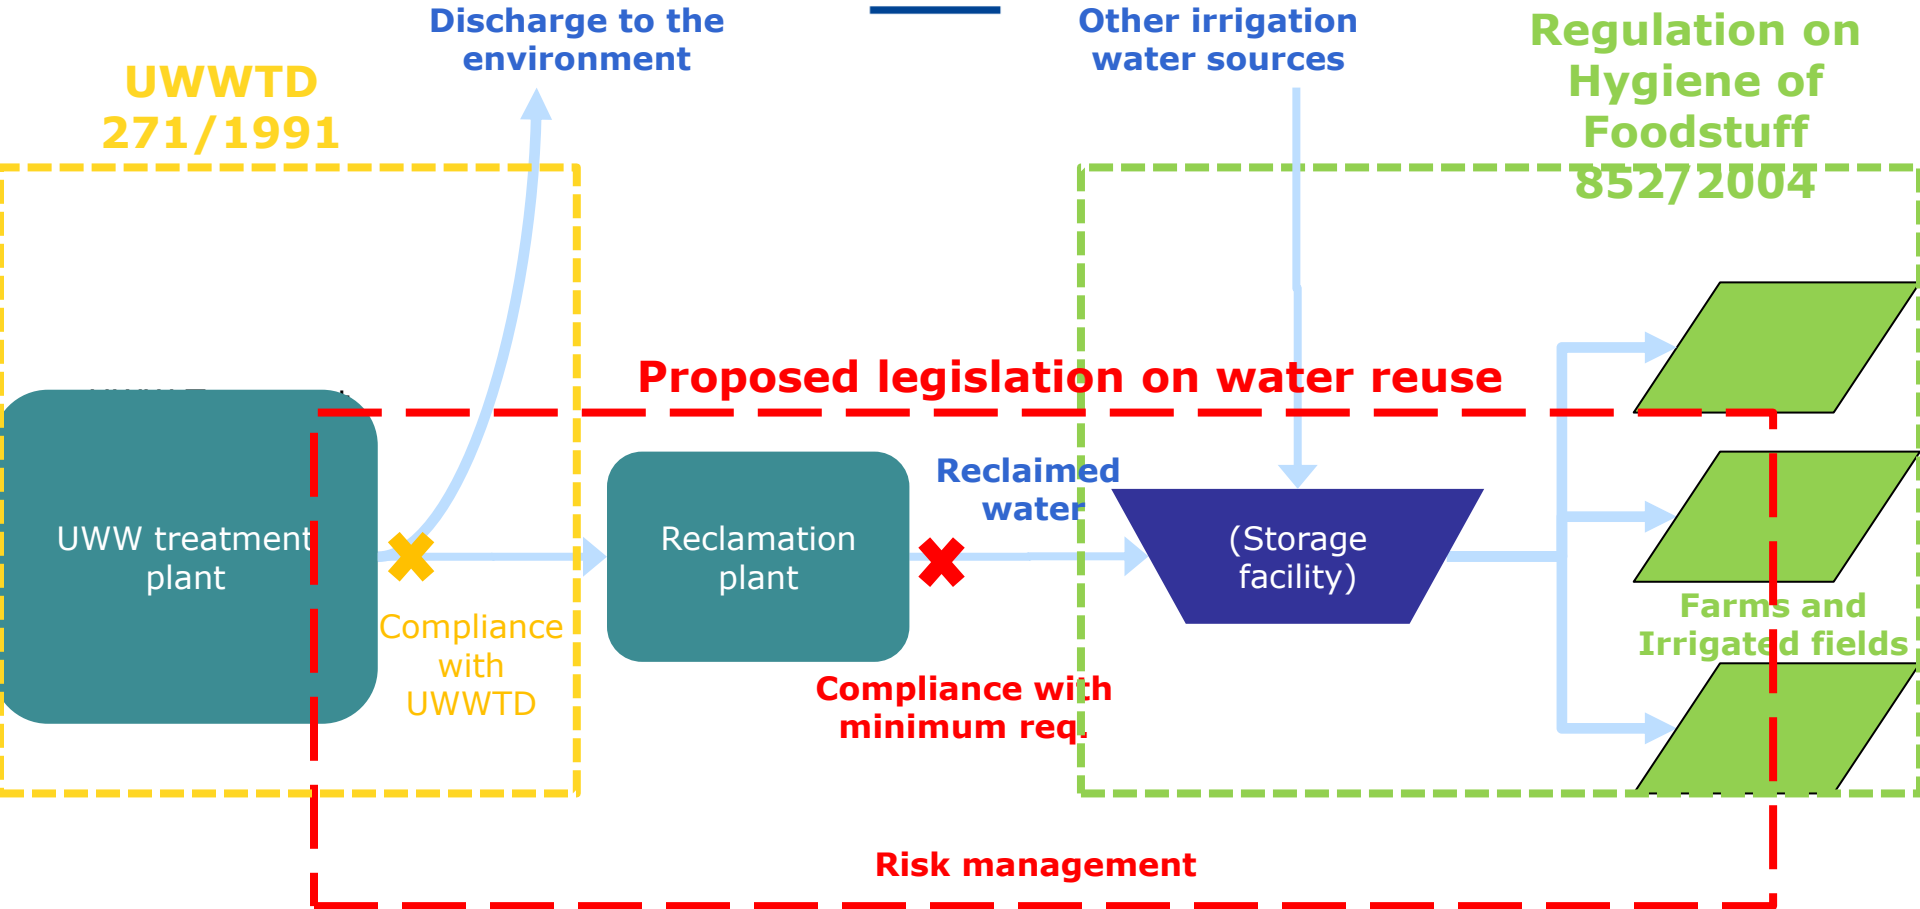 Discharge to the
environment
Other irrigation
water sources
Regulation on
Hygiene of
Foodstuff
852/2004
UWWTD
271/1991
Proposed legislation on water reuse
UWW treatment
plant
Reclamation
plant
Reclaimed
water
(Storage
facility)
Compliance
with
UWWTD
Compliance with
minimum req.
Farms and
Irrigated fields
Risk management